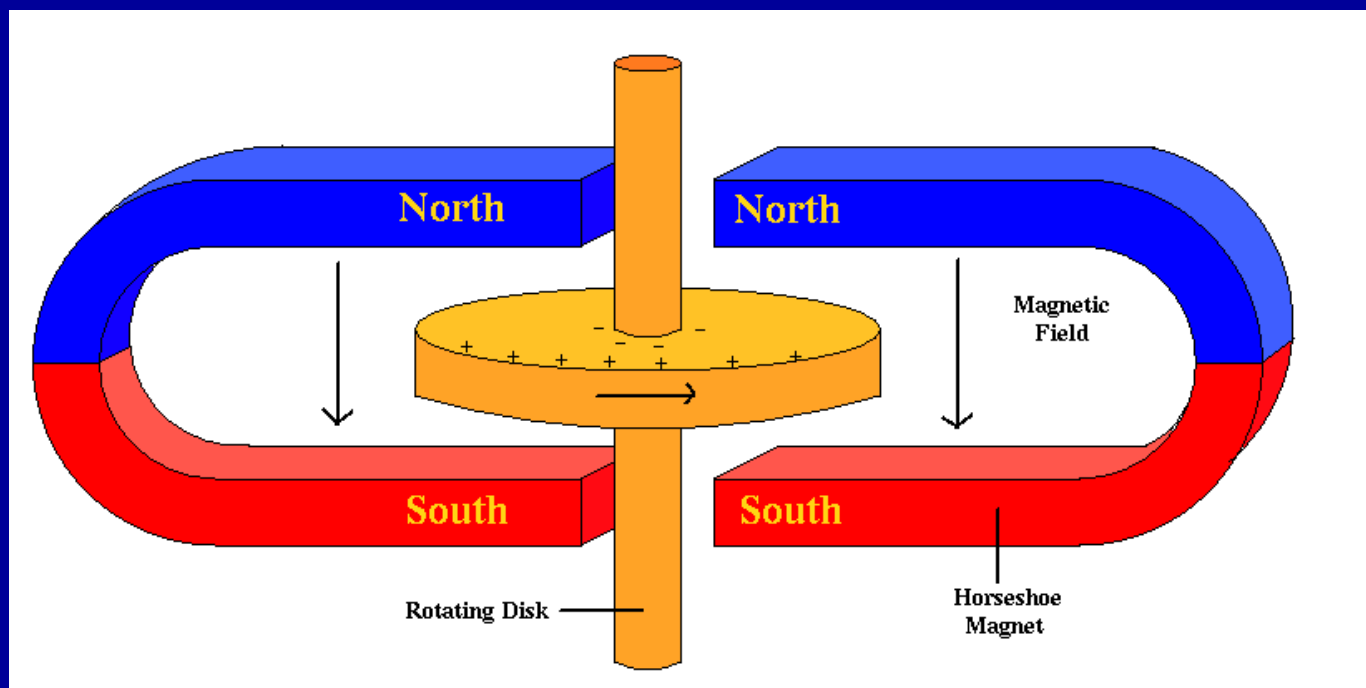 North
North
Magnetic
Field
- -
- -
+ + + + + + +
South
South
Rotating Disk
Horseshoe
Magnet